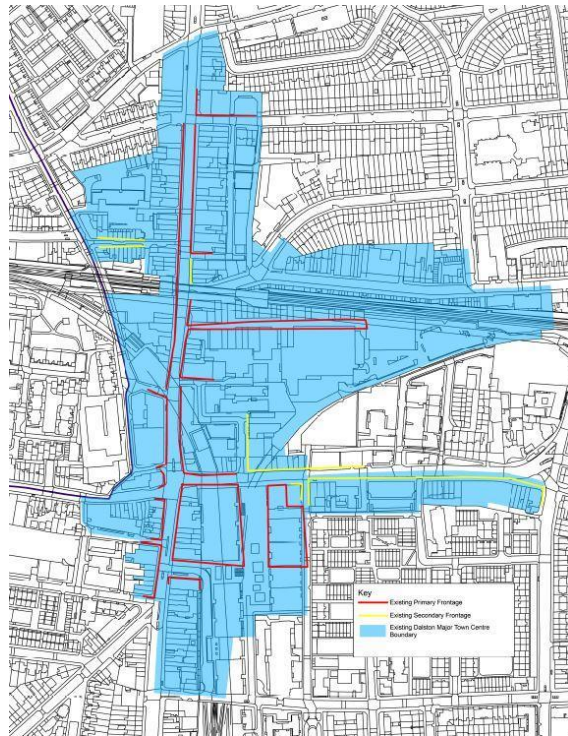 Key
Existing Primary Frontage
Existing Secondary Frontage
Existing Dalston Major Town Centre
Boundary